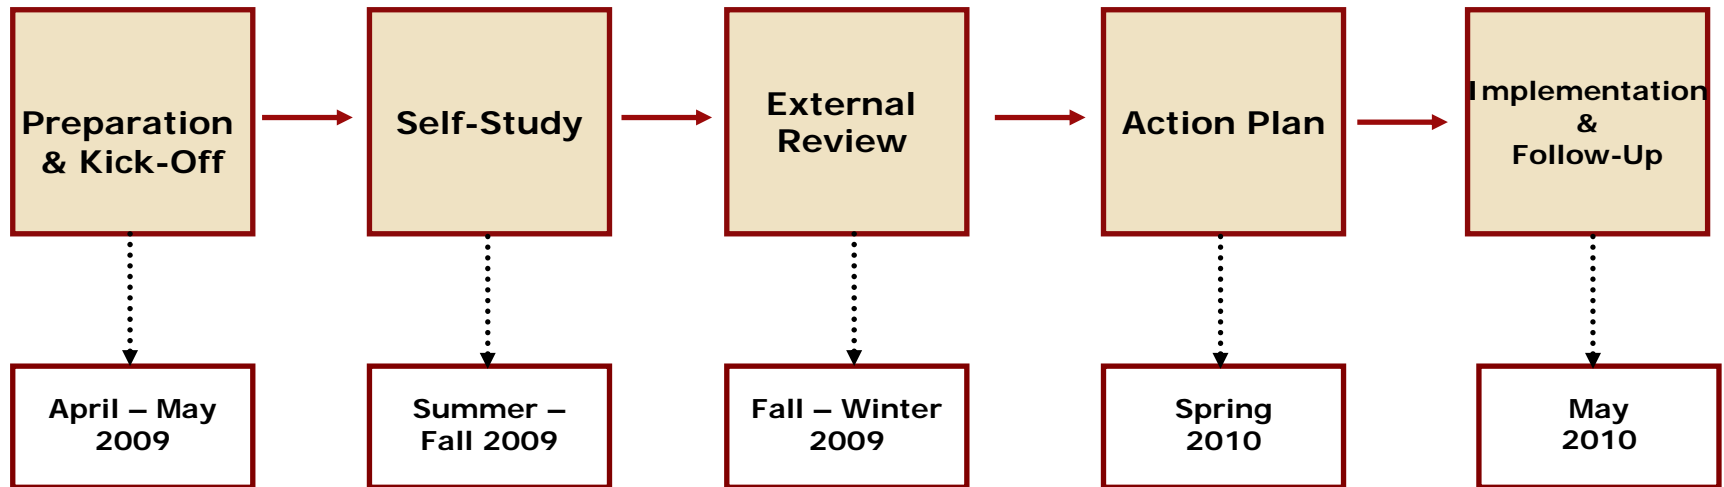 Preparation
& Kick-Off
Self-Study
External
Review
Action Plan
Implementation
&
Follow-Up
April – May
2009
Summer –
Fall 2009
Fall – Winter
2009
Spring
2010
May
2010